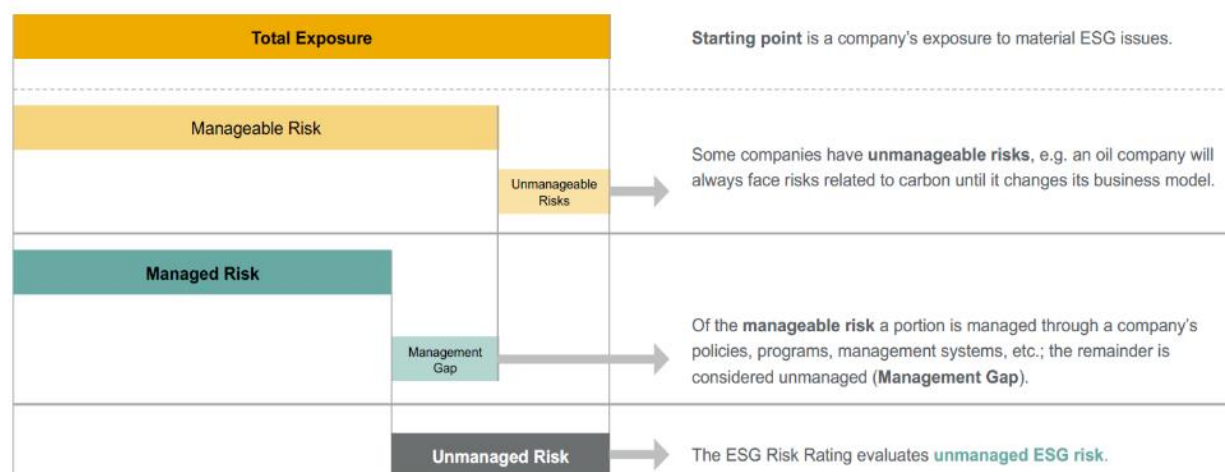 Total Exposure
Starting point is a company's exposure to material ESG issues.
Manageable Risk
Unmanageable
Risks
Some companies have unmanageable risks, e.g. an oil company will
always face risks related to carbon until it changes its business model.
Managed Risk
Management
Gap
Of the manageable risk a portion is managed through a company's
policies, programs, management systems, etc.; the remainder is
considered unmanaged (Management Gap).
Unmanaged Risk
The ESG Risk Rating evaluates unmanaged ESG risk.